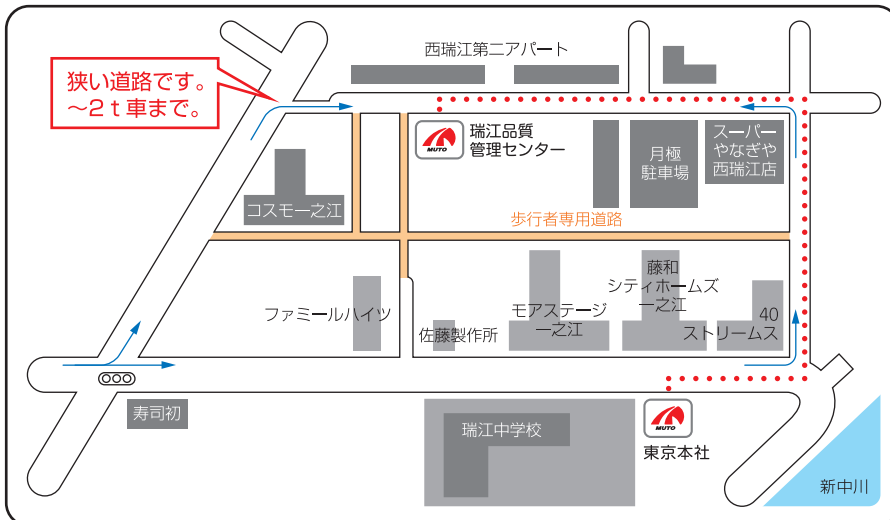 西瑞江第二アパート
狭い道路です。
～2ｔ車まで。
MUTO
瑞江品質
管理センター
月極
駐車場
スーパー
やなぎや
西瑞江店
コスモ一之江
歩行者専用道路
ファミールハイツ
佐藤製作所
モアステージ
一之江
藤和
シティホームズ
一之江
40
ストリームス
寿司初
瑞江中学校
MUTO
東京本社
新中川